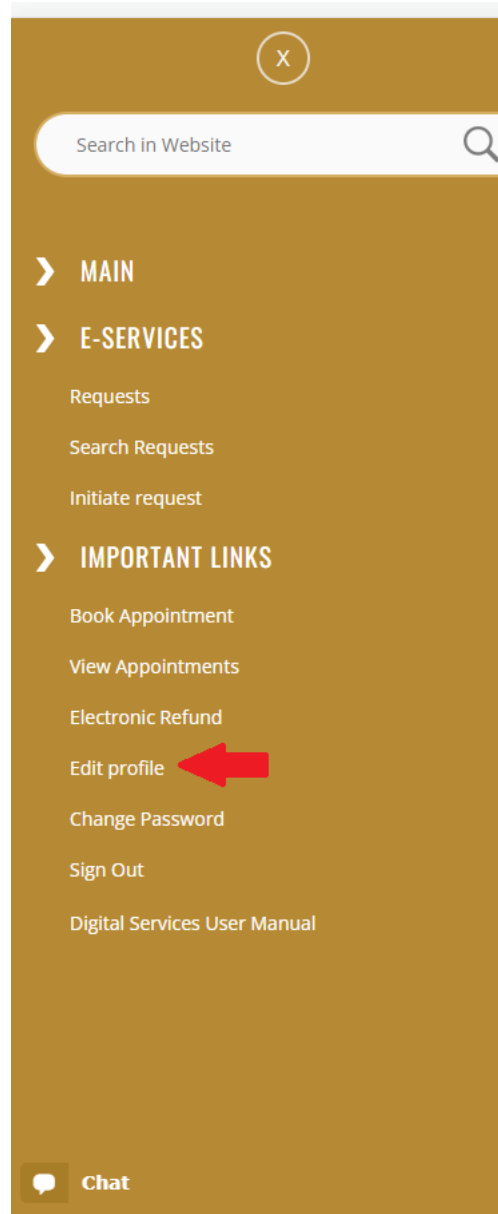 X
Search in Website
MAIN
E-SERVICES
Requests
Search Requests
Initiate request
IMPORTANT LINKS
Book Appointment
View Appointments
Electronic Refund
Edit profile
Change Password
Sign Out
Digital Services User Manual
Chat